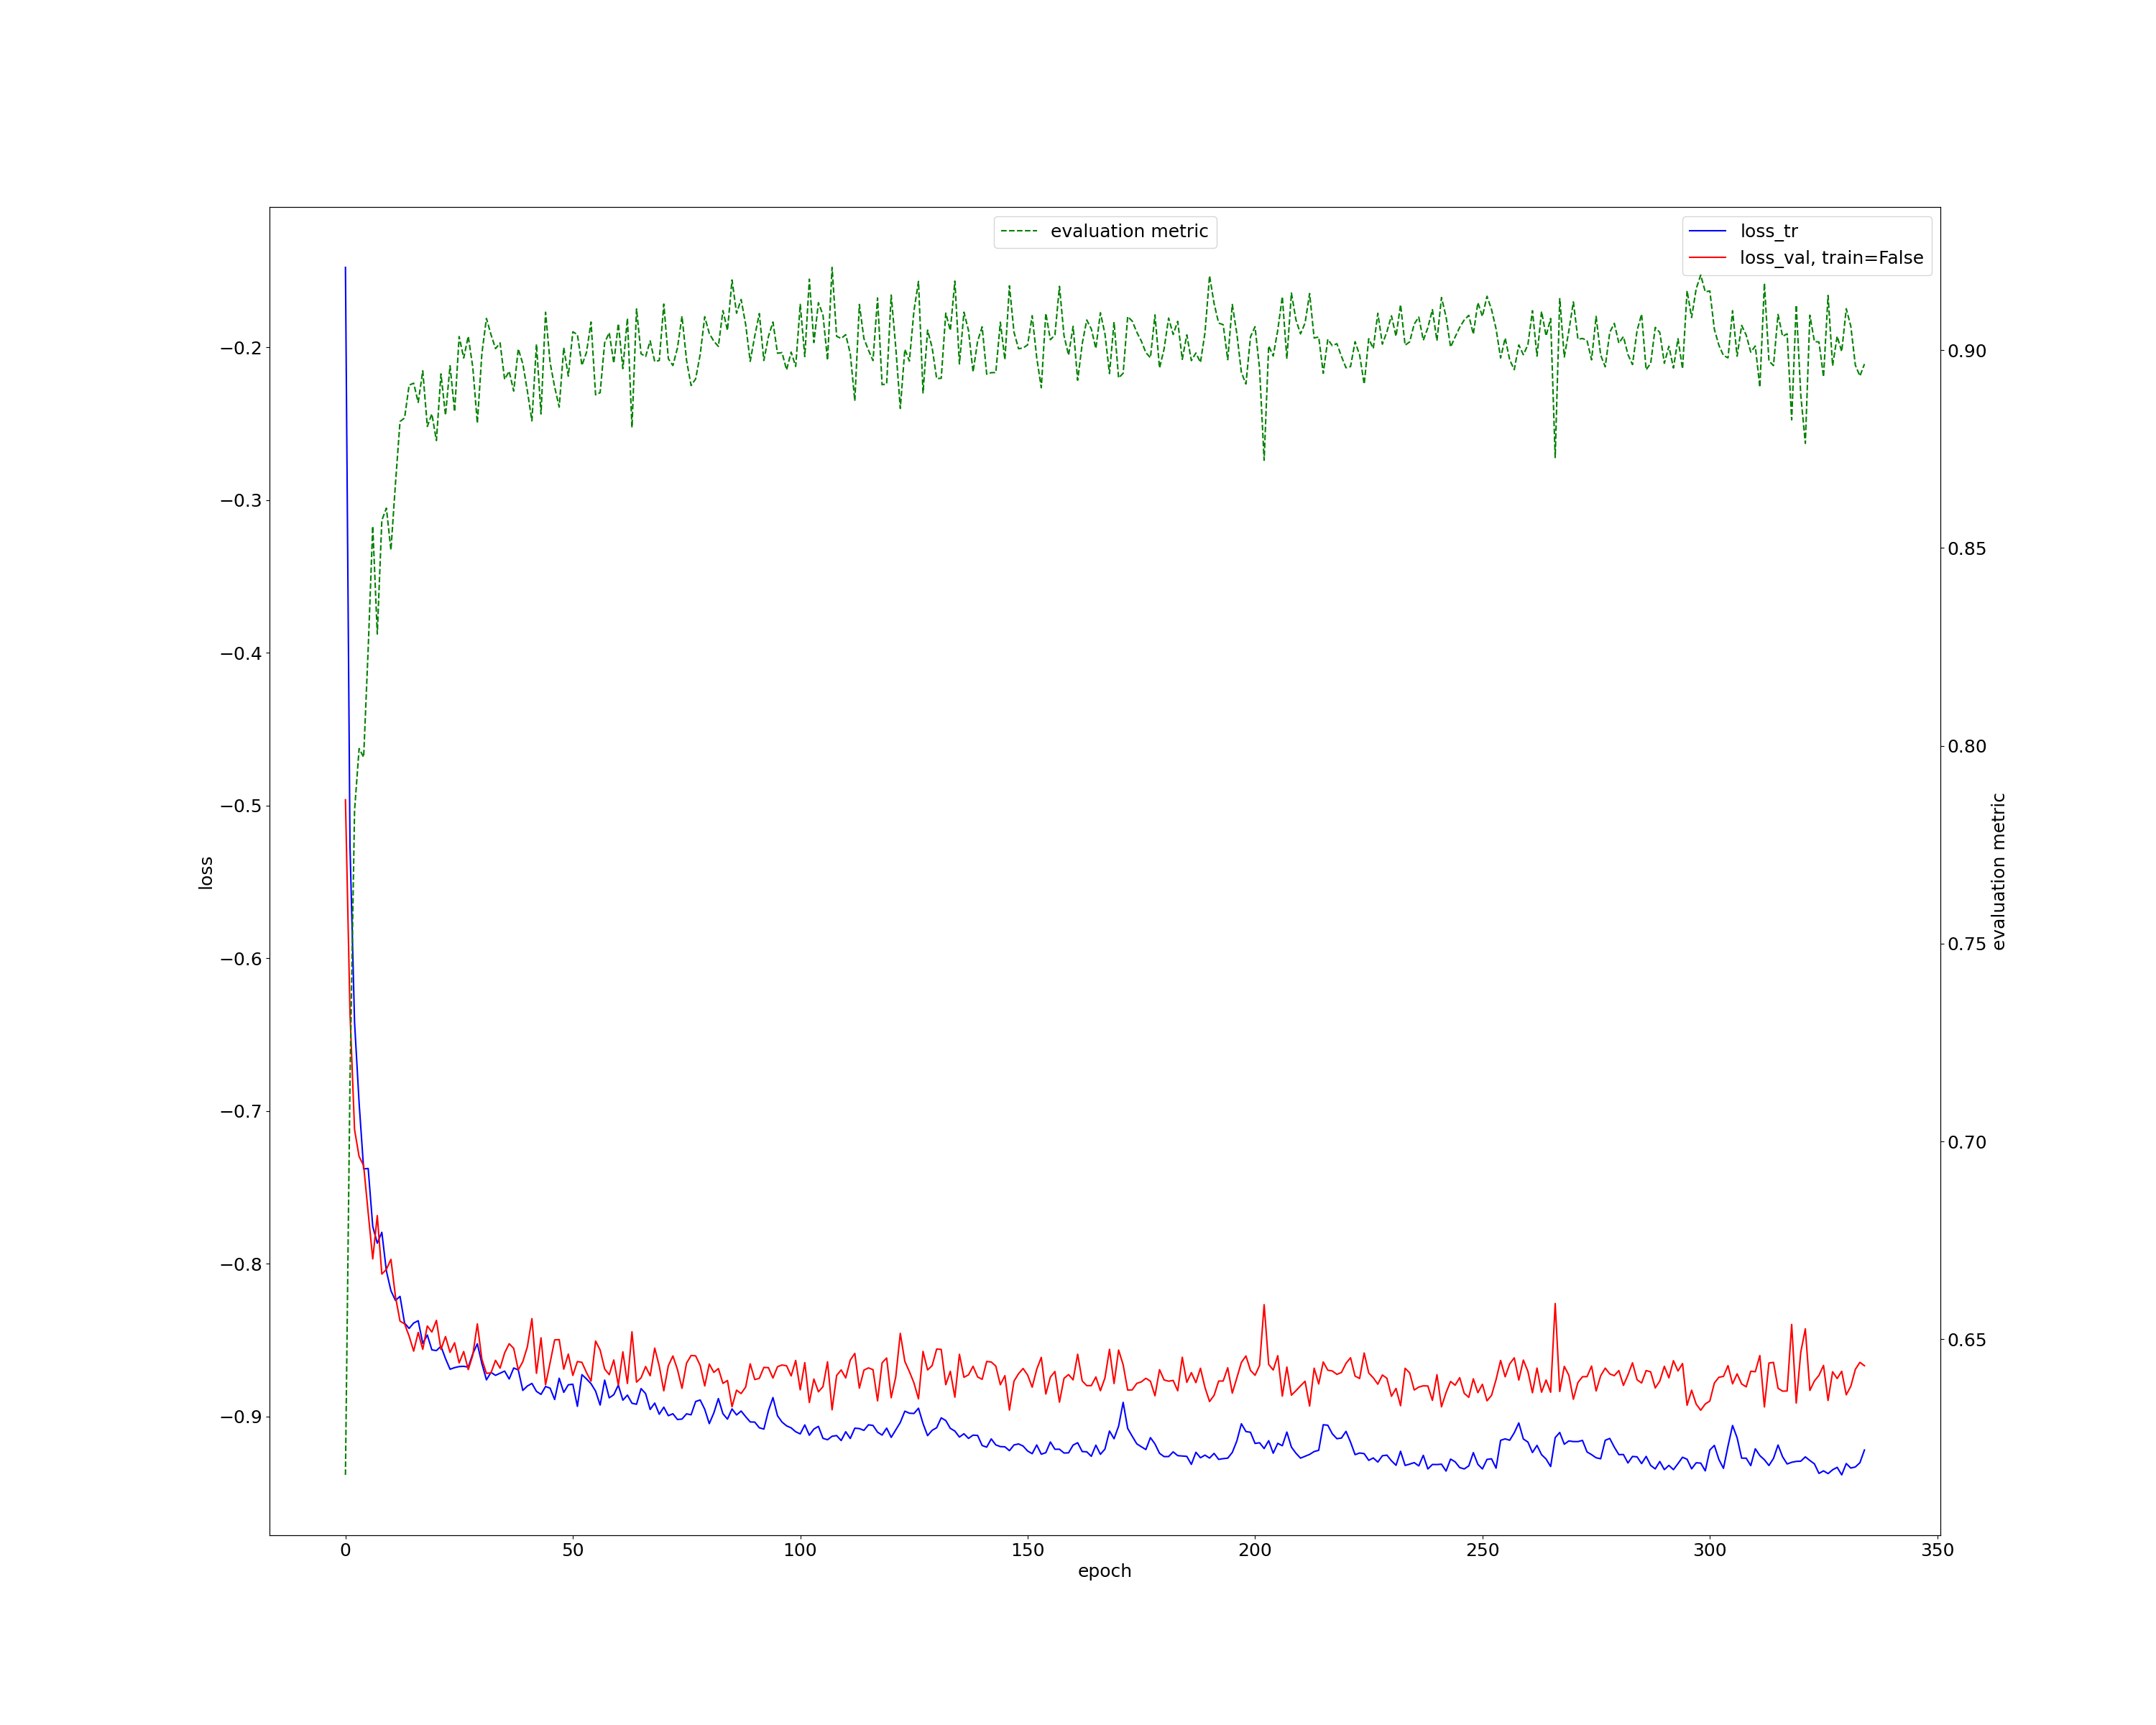 evaluation metric
loss_tr
loss_val, train=False
−0.2
−0.3
−0.4
−0.5
−0.6
−0.7
−0.8
−0.9
loss
0.90
0.85
0.80
0.75
0.70
0.65
evaluation metric
0 50 100 150 200 250 300 350
epoch